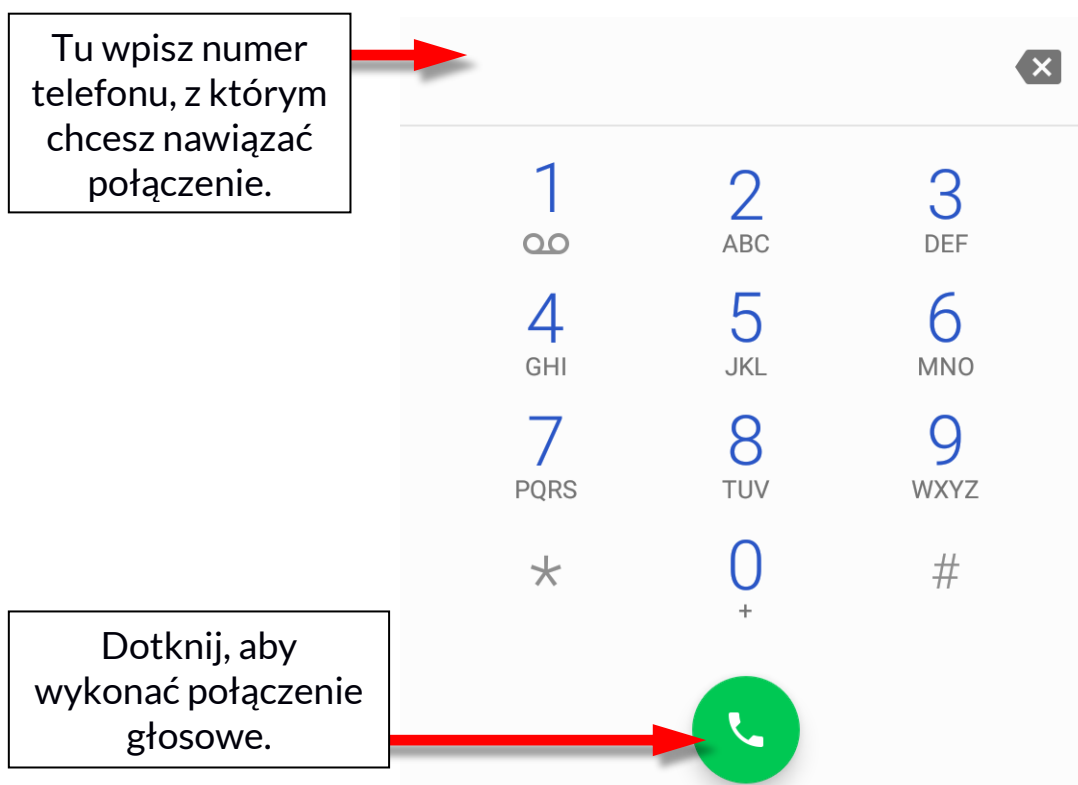 Tu wpisz numer
telefonu, z którym
chcesz nawiązać
połączenie.
1 2 3
ABC DEF
4 5 6
GHI JKL MNO
7 8 9
PQRS TUV WXYZ
* 0 #
+
Dotknij, aby
wykonać połączenie
głosowe.